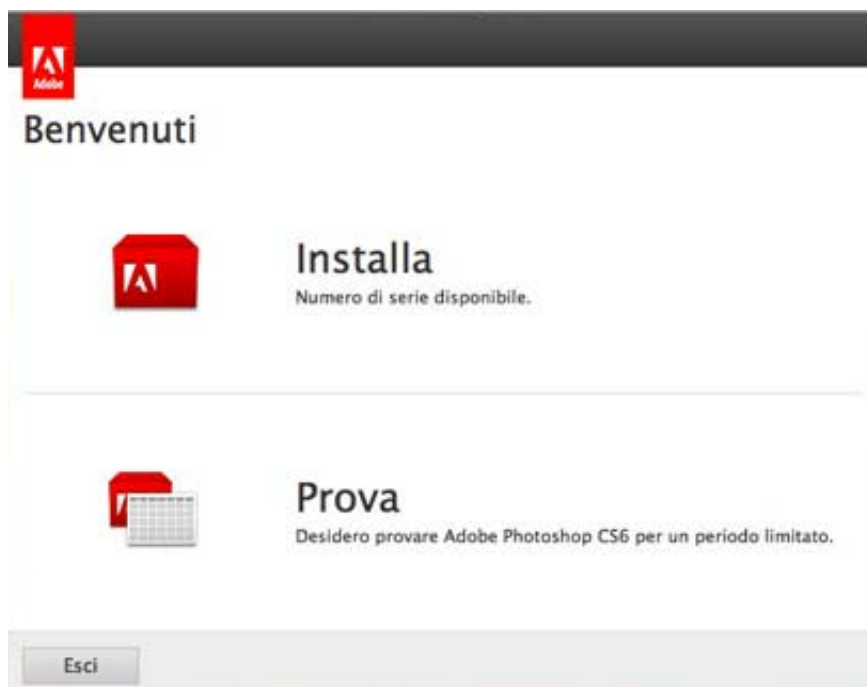 Adobe
Benvenuti
Installa
Numero di serie disponibile.
Prova
Desidero provare Adobe Photoshop CS6 per un periodo limitato.
Esci